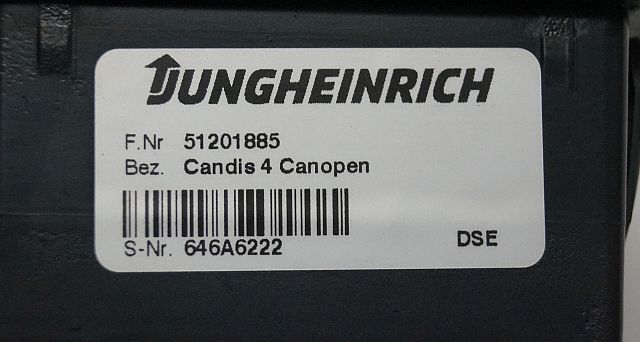 JUNGHEINRICH
F.Nr 51201885
Bez. Candis 4 Canopen
S-Nr. 646A6222
DSE